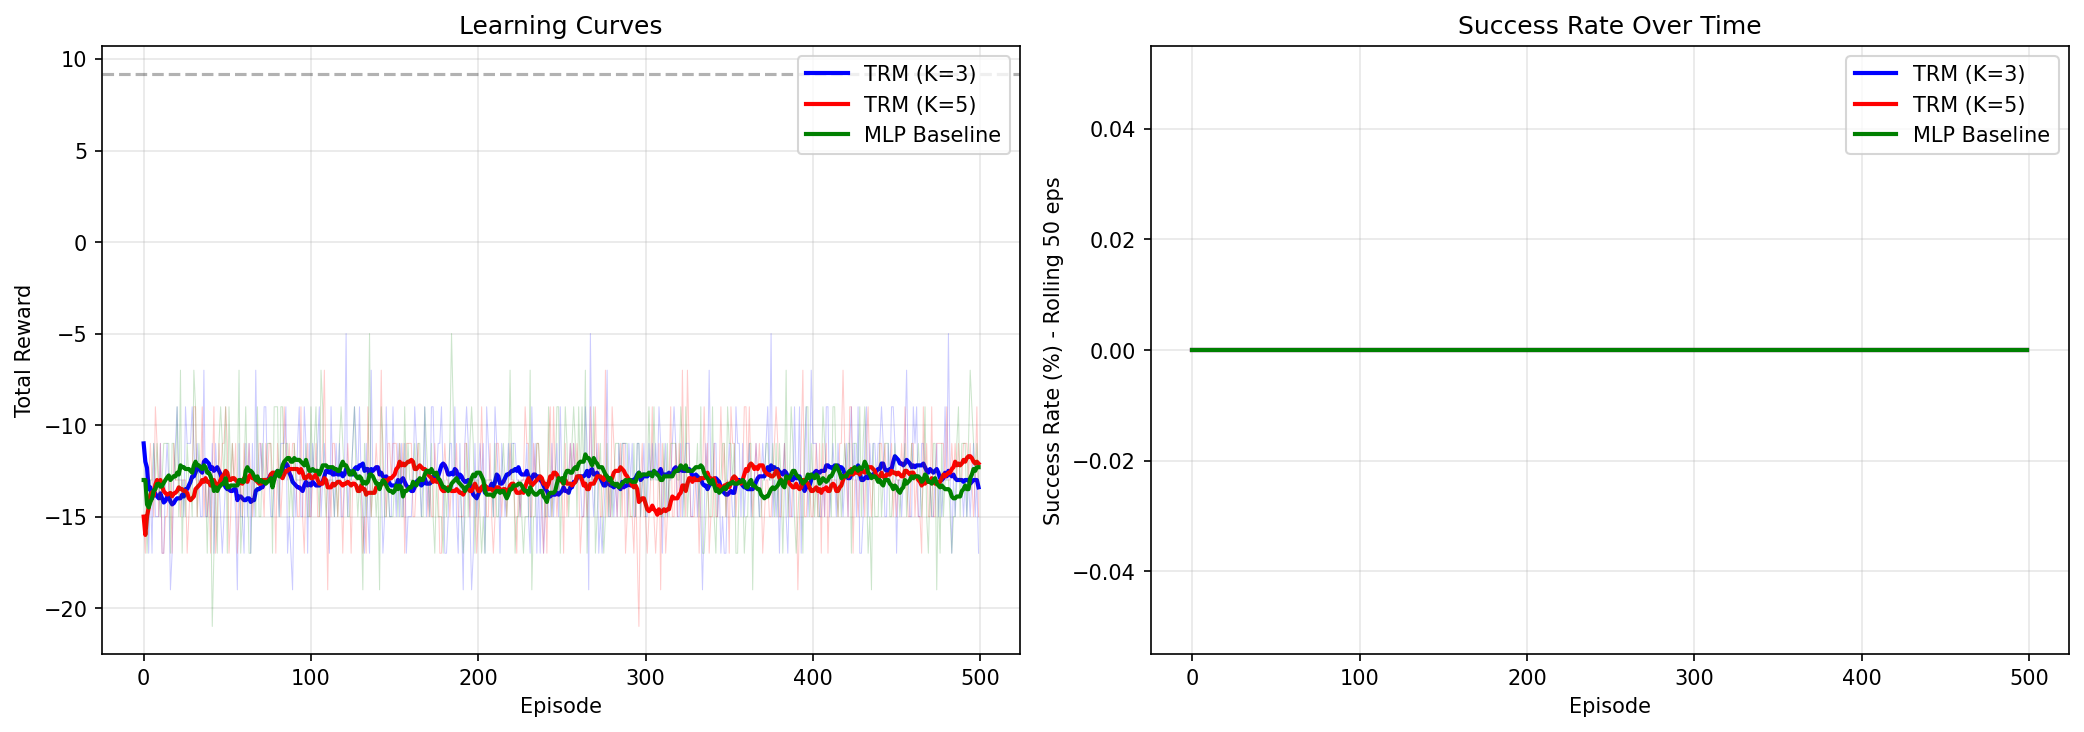 Learning Curves
Total Reward
10
5
0
−5
−10
−15
−20
TRM (K=3)
TRM (K=5)
MLP Baseline
0
100
200
300
400
500
Episode
Success Rate Over Time
Success Rate (%) - Rolling 50 eps
0.04
0.02
0.00
−0.02
−0.04
TRM (K=3)
TRM (K=5)
MLP Baseline
0
100
200
300
400
500
Episode